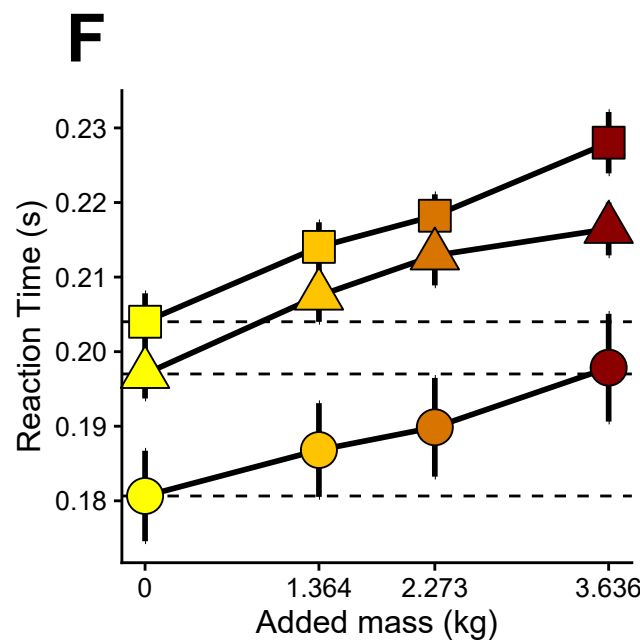 F
0.23
0.22
0.21
0.20
0.19
0.18
Reaction Time (s)
0 1.364 2.273 3.636
Added mass (kg)